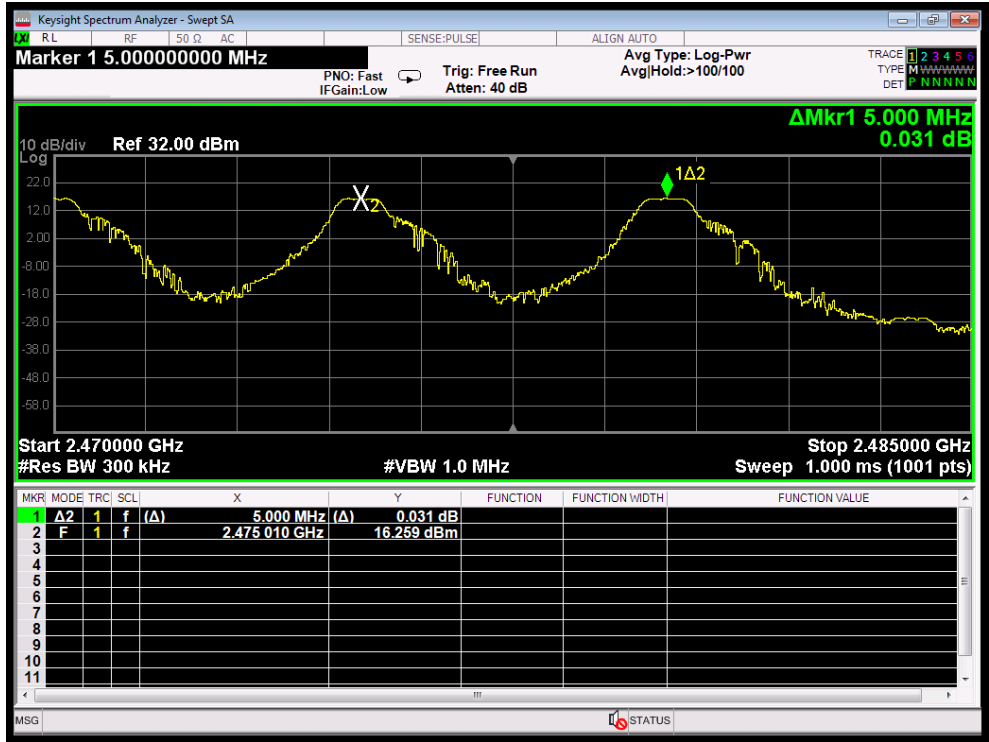 Keysight Spectrum Analyzer - Swept SA
LXI RL RF 50 Ω AC SENSE:PULSE ALIGN AUTO
Marker 1 5.000000000 MHz
PNO: Fast
IFGain:Low
Trig: Free Run
Atten: 40 dB
Avg Type: Log-Pwr
Avg|Hold:>100/100
TRACE 1 2 3 4 5 6
TYPE M W W W W W
DET P N N N N N
ΔMkr1 5.000 MHz
0.031 dB
10 dB/div Ref 32.00 dBm
Log
1Δ2
22.0
X2
12.0
2.00
-8.00
-18.0
-28.0
-38.0
-48.0
-58.0
Start 2.470000 GHz Stop 2.485000 GHz
#Res BW 300 kHz #VBW 1.0 MHz Sweep 1.000 ms (1001 pts)
MKR MODE TRC SCL X Y FUNCTION FUNCTION WIDTH FUNCTION VALUE
1 Δ2 1 f (Δ) 5.000 MHz (Δ) 0.031 dB
2 F 1 f 2.475 010 GHz 16.259 dBm
3
4
5
6
7
8
9
10
11
MSG STATUS